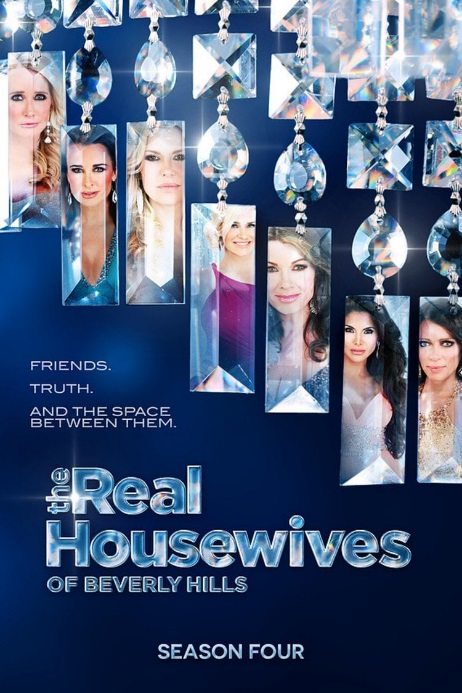 FRIENDS.
TRUTH.
AND THE SPACE
BETWEEN THEM.
the Real
Housewives
OF BEVERLY HILLS
SEASON FOUR